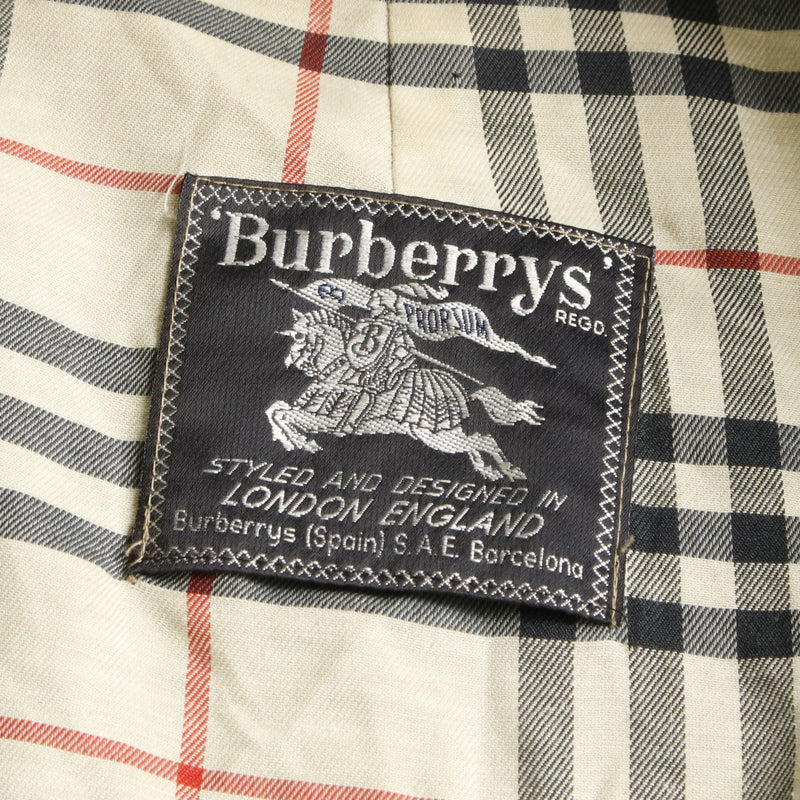 'Burberrys'
REGD.
PRORSUM
B
STYLED AND DESIGNED IN
LONDON ENGLAND
Burberrys (Spain) S.A.E. Barcelona